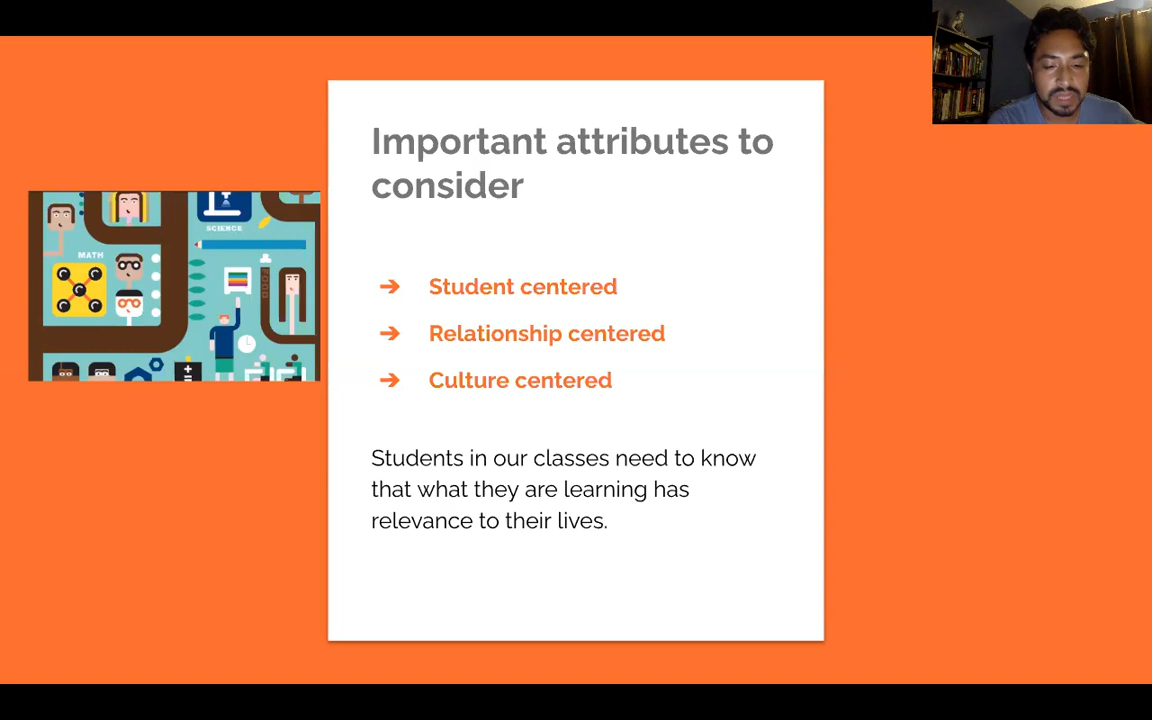 Important attributes to
consider
SCIENCE
MATH
➔ Student centered
➔ Relationship centered
➔ Culture centered
Students in our classes need to know
that what they are learning has
relevance to their lives.